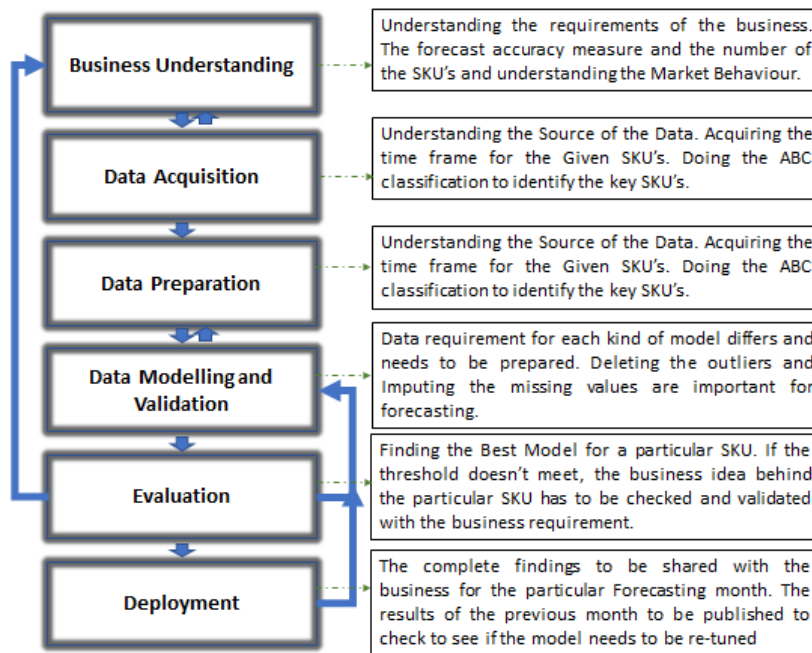 Business Understanding
Understanding the requirements of the business.
The forecast accuracy measure and the number of
the SKU's and understanding the Market Behaviour.
Data Acquisition
Understanding the Source of the Data. Acquiring the
time frame for the Given SKU's. Doing the ABC
classification to identify the key SKU's.
Data Preparation
Understanding the Source of the Data. Acquiring the
time frame for the Given SKU's. Doing the ABC
classification to identify the key SKU's.
Data Modelling and
Validation
Data requirement for each kind of model differs and
needs to be prepared. Deleting the outliers and
Imputing the missing values are important for
forecasting.
Evaluation
Finding the Best Model for a particular SKU. If the
threshold doesn't meet, the business idea behind
the particular SKU has to be checked and validated
with the business requirement.
Deployment
The complete findings to be shared with the
business for the particular Forecasting month. The
results of the previous month to be published to
check to see if the model needs to be re-tuned